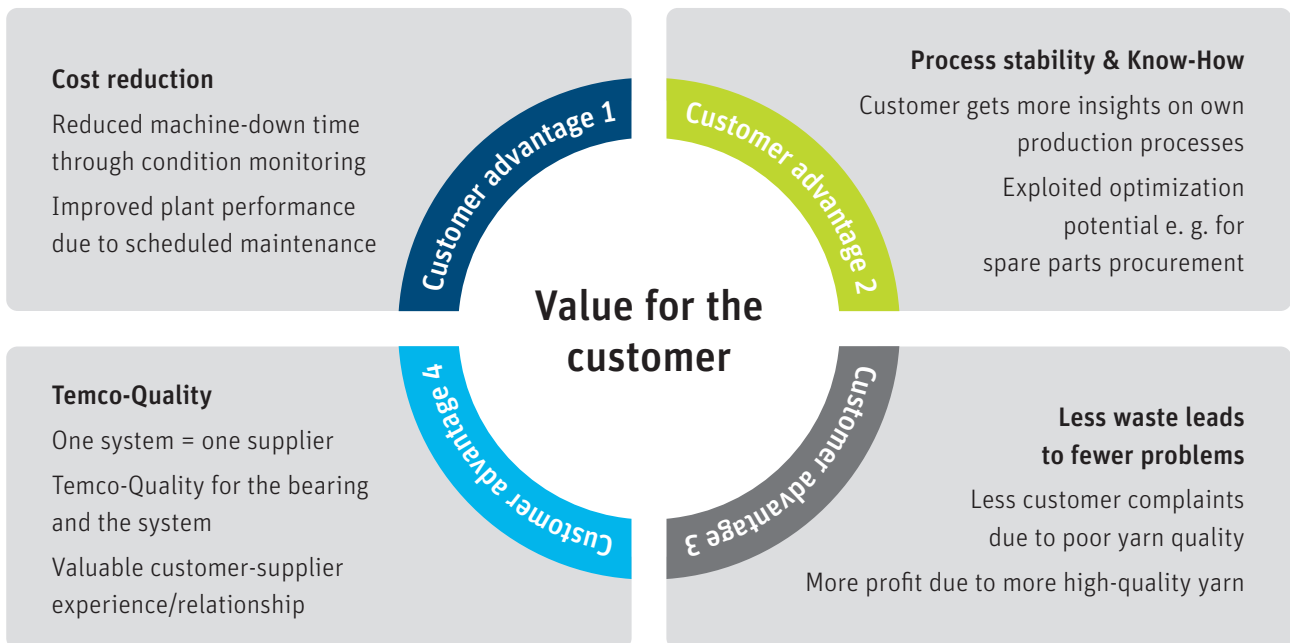 Cost reduction
Reduced machine-down time
through condition monitoring
Improved plant performance
due to scheduled maintenance
Customer advantage 1
Process stability & Know-How
Customer gets more insights on own
production processes
Exploited optimization
potential e. g. for
spare parts procurement
Customer advantage 2
Value for the
customer
Temco-Quality
One system = one supplier
Temco-Quality for the bearing
and the system
Valuable customer-supplier
experience/relationship
Customer advantage 4
Less waste leads
to fewer problems
Less customer complaints
due to poor yarn quality
More profit due to more high-quality yarn
Customer advantage 3